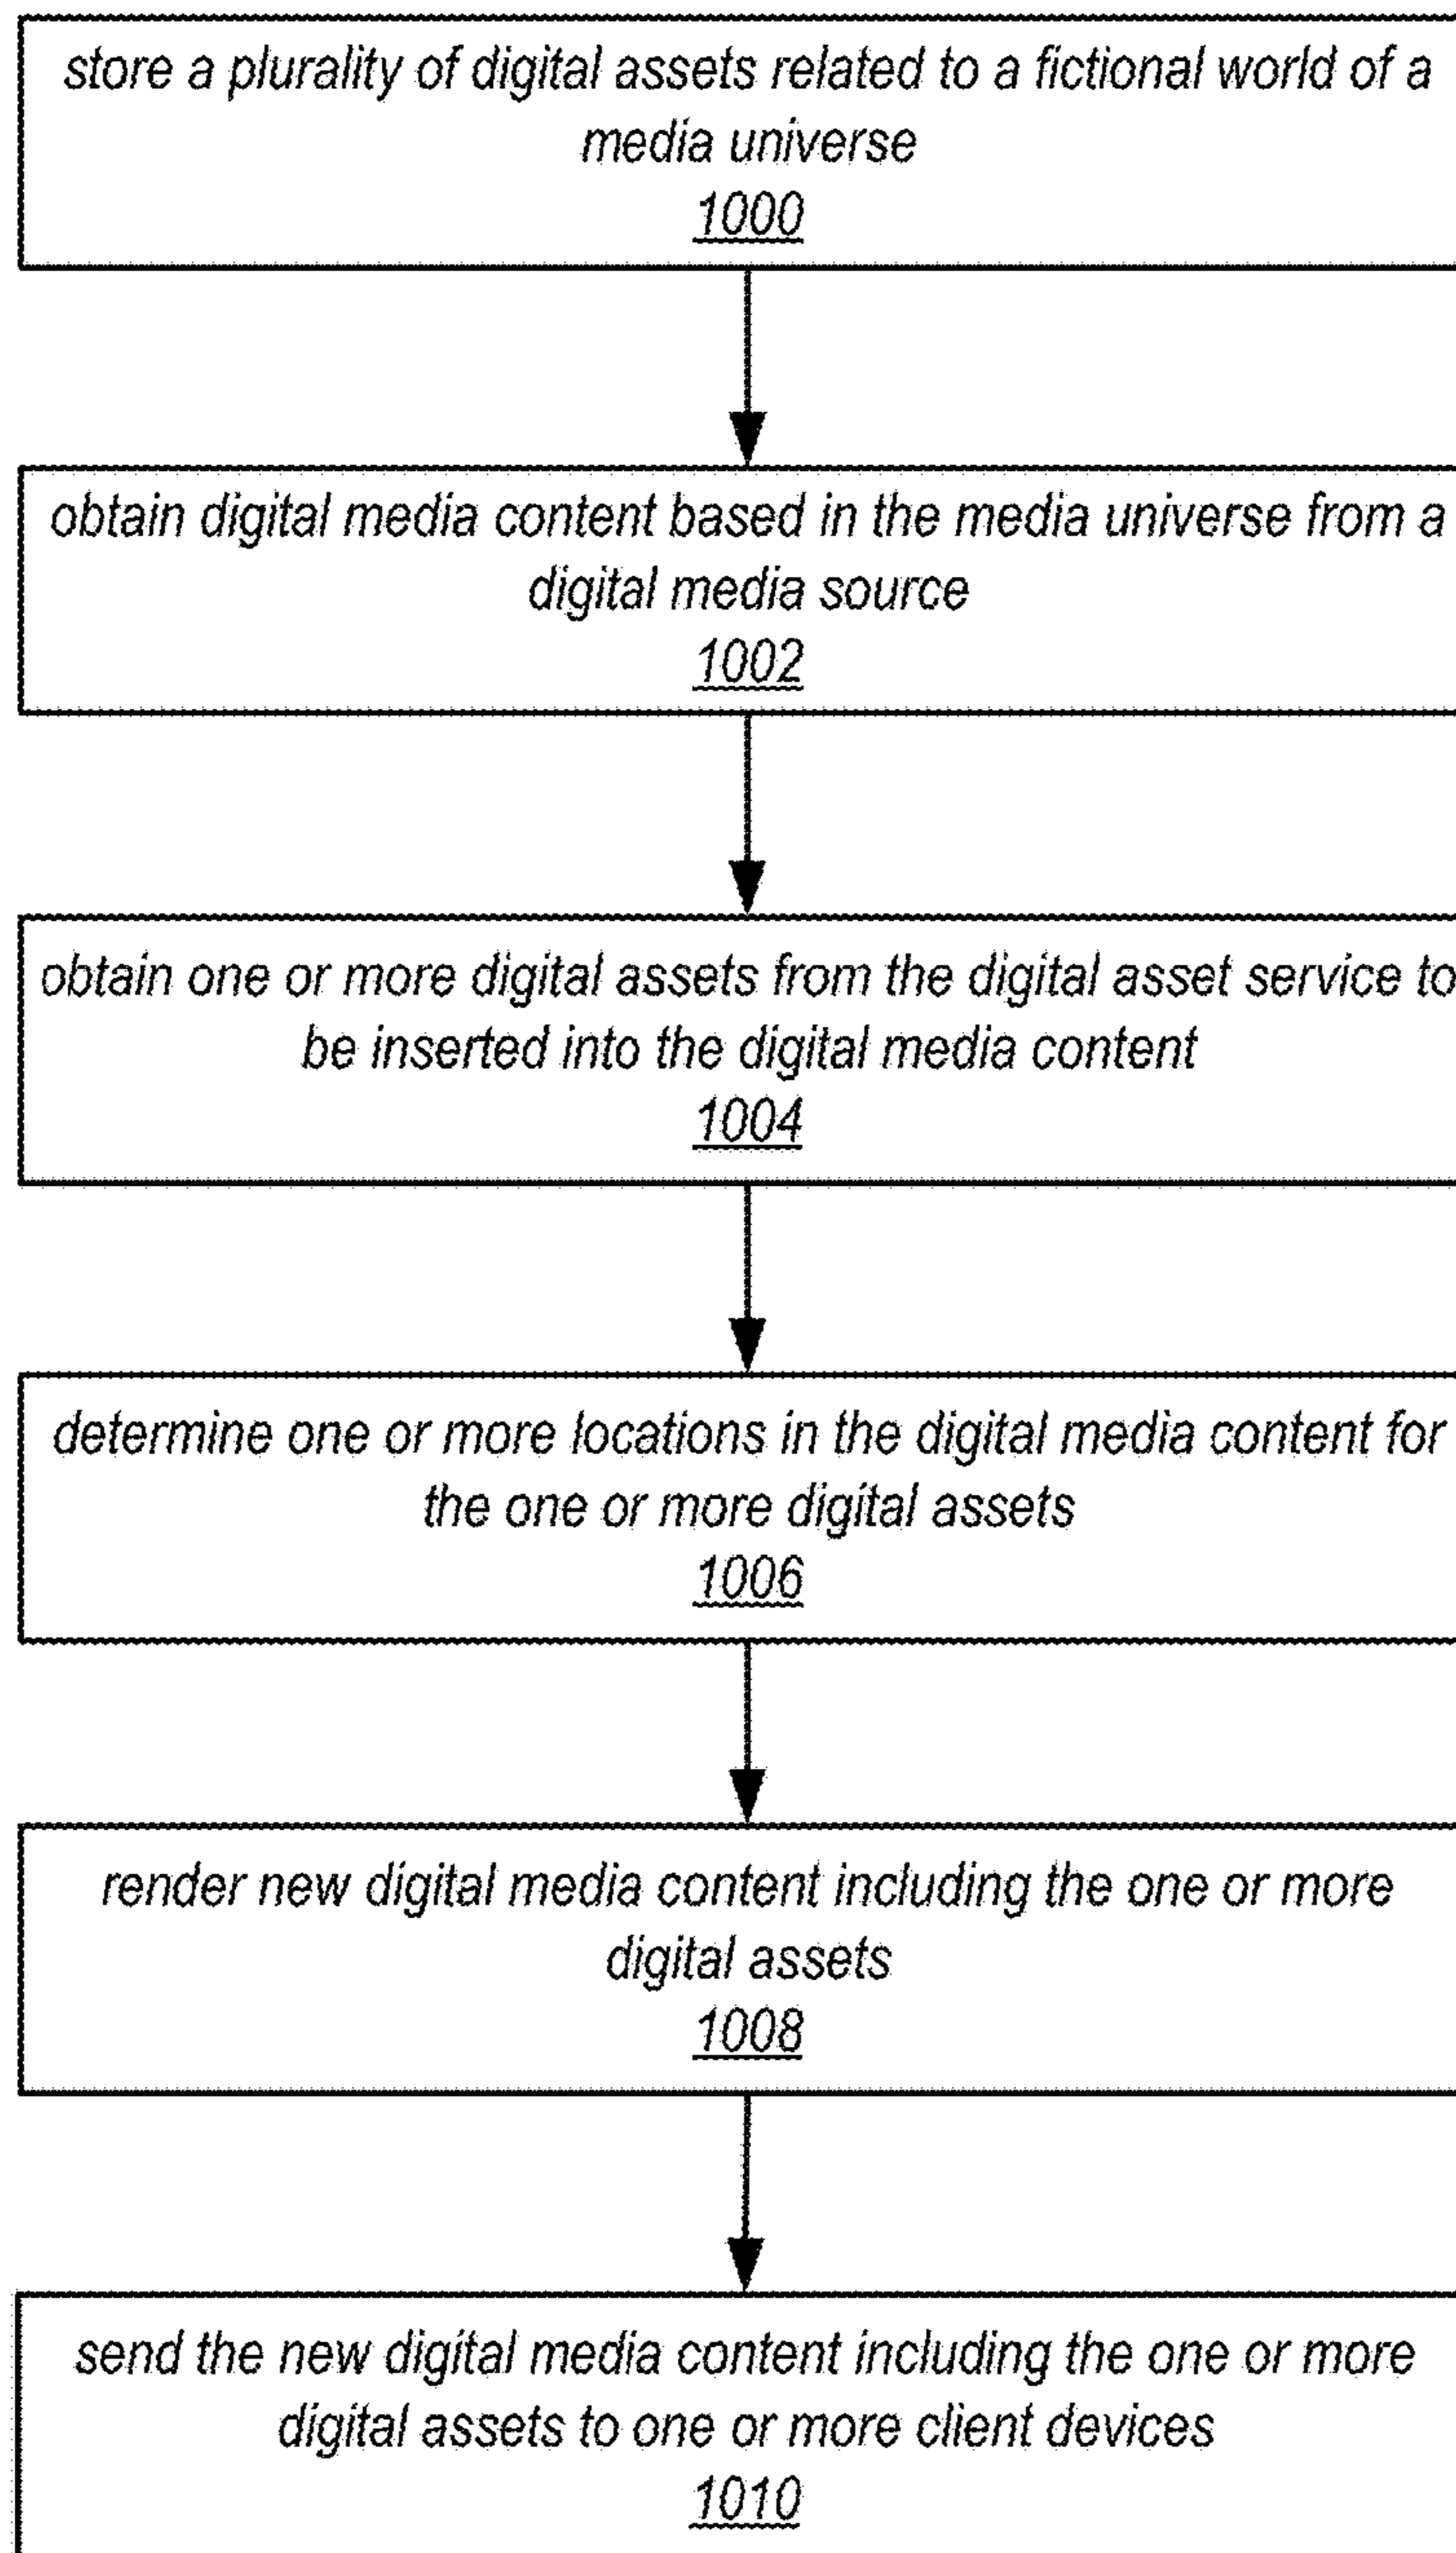 store a plurality of digital assets related to a fictional world of a
media universe
1000
obtain digital media content based in the media universe from a
digital media source
1002
obtain one or more digital assets from the digital asset service to
be inserted into the digital media content
1004
determine one or more locations in the digital media content for
the one or more digital assets
1006
render new digital media content including the one or more
digital assets
1008
send the new digital media content including the one or more
digital assets to one or more client devices
1010